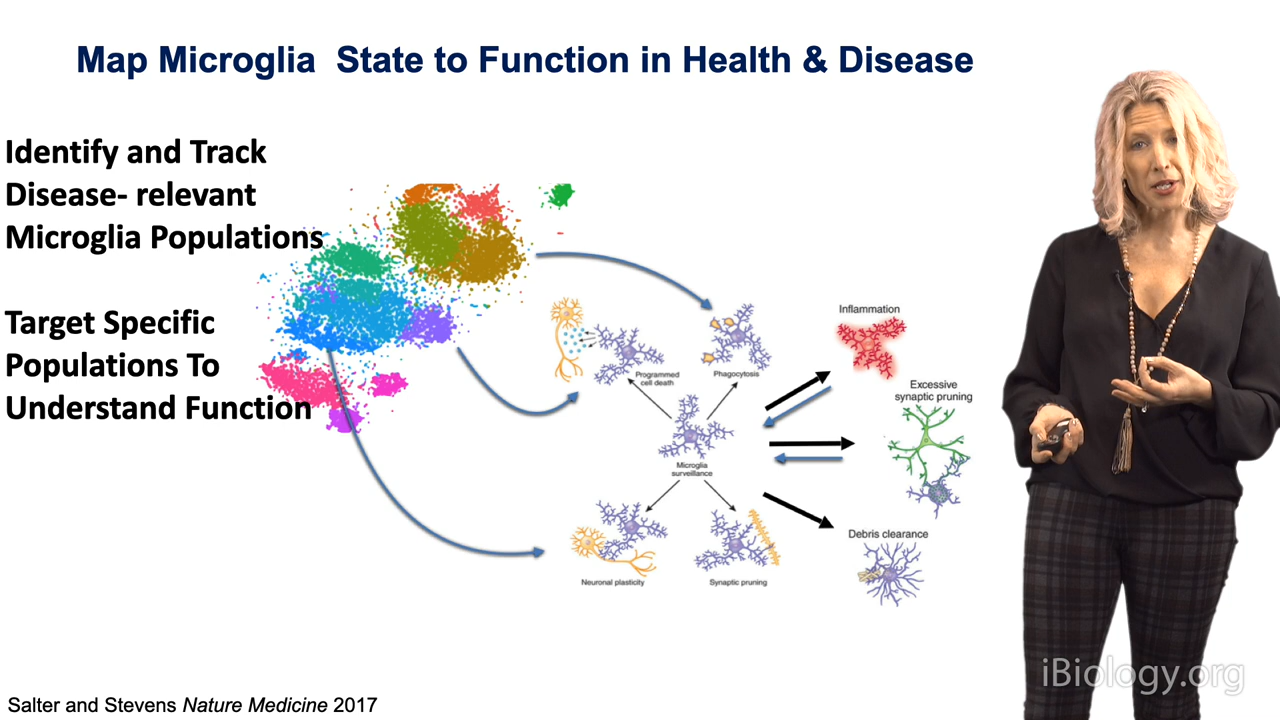 Map Microglia State to Function in Health & Disease
Identify and Track
Disease- relevant
Microglia Populations
Target Specific
Populations To
Understand Function
Inflammation
Programmed
cell death
Phagocytosis
Excessive
synaptic pruning
Microglia
surveillance
Debris clearance
Neuronal plasticity
Synaptic pruning
iBiology.org
Salter and Stevens Nature Medicine 2017